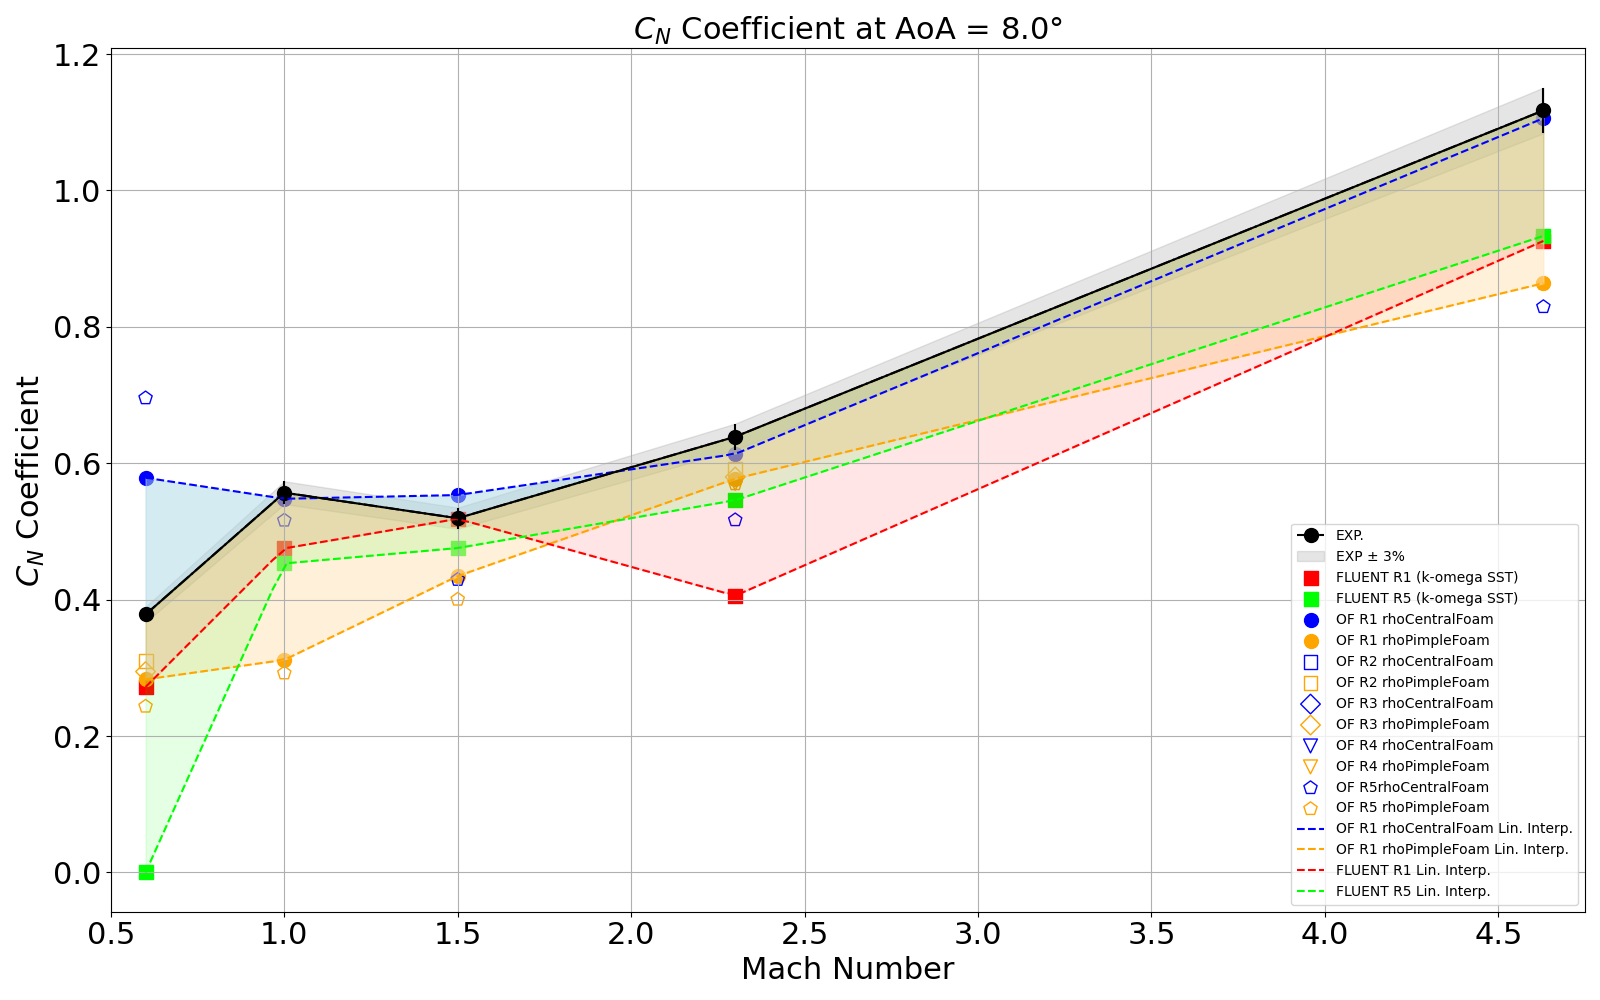 C_N Coefficient at AoA = 8.0°
1.2
1.0
0.8
0.6
0.4
0.2
0.0
C_N Coefficient
0.5
1.0
1.5
2.0
2.5
3.0
3.5
4.0
4.5
Mach Number
EXP.
EXP ± 3%
FLUENT R1 (k-omega SST)
FLUENT R5 (k-omega SST)
OF R1 rhoCentralFoam
OF R1 rhoPimpleFoam
OF R2 rhoCentralFoam
OF R2 rhoPimpleFoam
OF R3 rhoCentralFoam
OF R3 rhoPimpleFoam
OF R4 rhoCentralFoam
OF R4 rhoPimpleFoam
OF R5rhoCentralFoam
OF R5 rhoPimpleFoam
OF R1 rhoCentralFoam Lin. Interp.
OF R1 rhoPimpleFoam Lin. Interp.
FLUENT R1 Lin. Interp.
FLUENT R5 Lin. Interp.